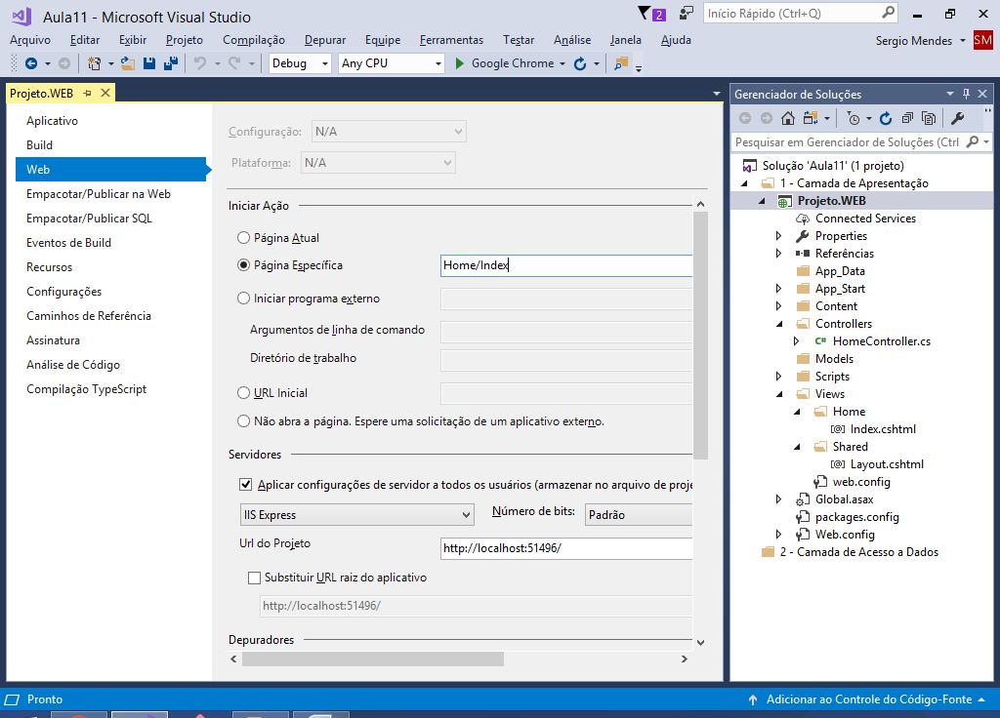 Aula11 - Microsoft Visual Studio
2
Início Rápido (Ctrl+Q)
Arquivo Editar Exibir Projeto Compilação Depurar Equipe Ferramentas Testar Análise Janela Ajuda
Sergio Mendes SM
Debug Any CPU Google Chrome
Projeto.WEB
Aplicativo
Build
Web
Empacotar/Publicar na Web
Empacotar/Publicar SQL
Eventos de Build
Recursos
Configurações
Caminhos de Referência
Assinatura
Análise de Código
Compilação TypeScript
Configuração: N/A
Plataforma: N/A
Iniciar Ação
Página Atual
Página Específica Home/Index
Iniciar programa externo
Argumentos de linha de comando
Diretório de trabalho
URL Inicial
Não abra a página. Espere uma solicitação de um aplicativo externo.
Servidores
Aplicar configurações de servidor a todos os usuários (armazenar no arquivo de proje
IIS Express Número de bits: Padrão
Url do Projeto http://localhost:51496/
Substituir URL raiz do aplicativo
http://localhost:51496/
Depuradores
Gerenciador de Soluções
Pesquisar em Gerenciador de Soluções (Ctrl
Solução 'Aula11' (1 projeto)
1 - Camada de Apresentação
Projeto.WEB
Connected Services
Properties
Referências
App_Data
App_Start
Content
Controllers
C# HomeController.cs
Models
Scripts
Views
Home
[@] Index.cshtml
Shared
[@] Layout.cshtml
web.config
Global.asax
packages.config
Web.config
2 - Camada de Acesso a Dados
Pronto
Adicionar ao Controle do Código-Fonte